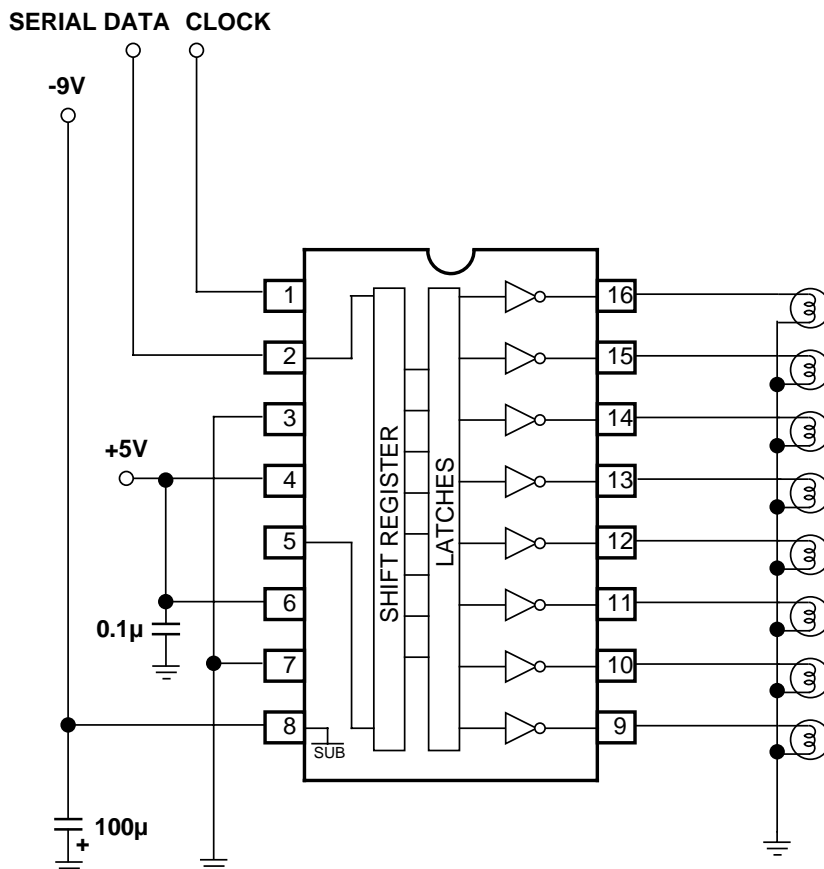 SERIAL DATA CLOCK
-9V
+5V
0.1µ
100µ
+
1
2
3
4
5
6
7
8
SUB
SHIFT REGISTER
LATCHES
16
15
14
13
12
11
10
9